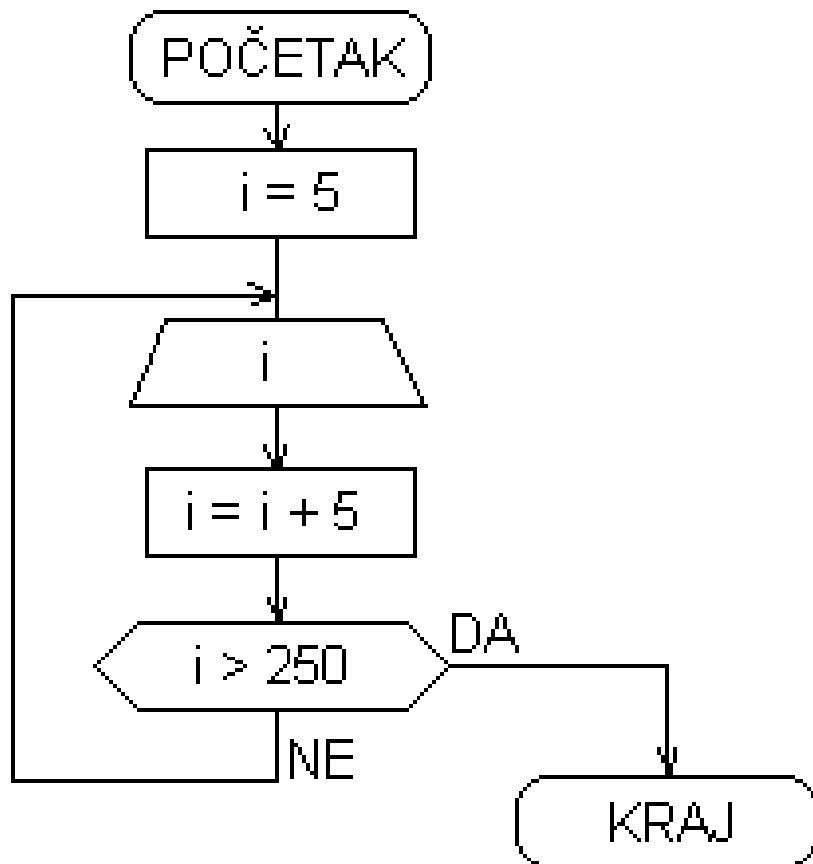 POČETAK
i = 5
i
i = i + 5
i > 250
DA
NE
KRAJ